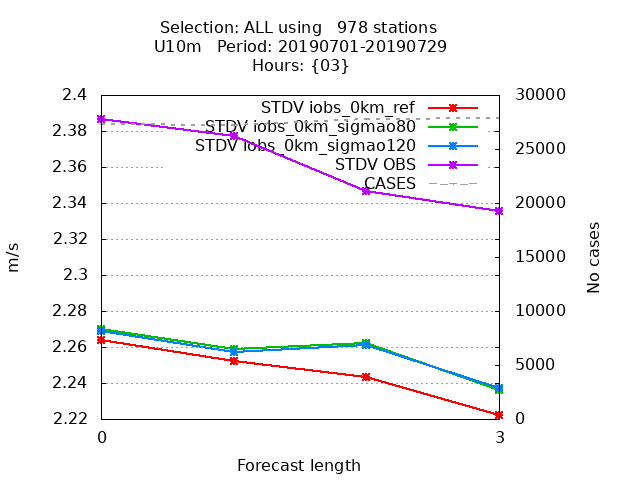 Selection: ALL using   978 stations
U10m   Period: 20190701-20190729
Hours: {03}
2.4
2.38
2.36
2.34
2.32
2.3
2.28
2.26
2.24
2.22
m/s
STDV iobs_0km_ref
STDV iobs_0km_sigmao80
STDV iobs_0km_sigmao120
STDV OBS
CASES
30000
25000
20000
15000
10000
5000
0
No cases
0
3
Forecast length